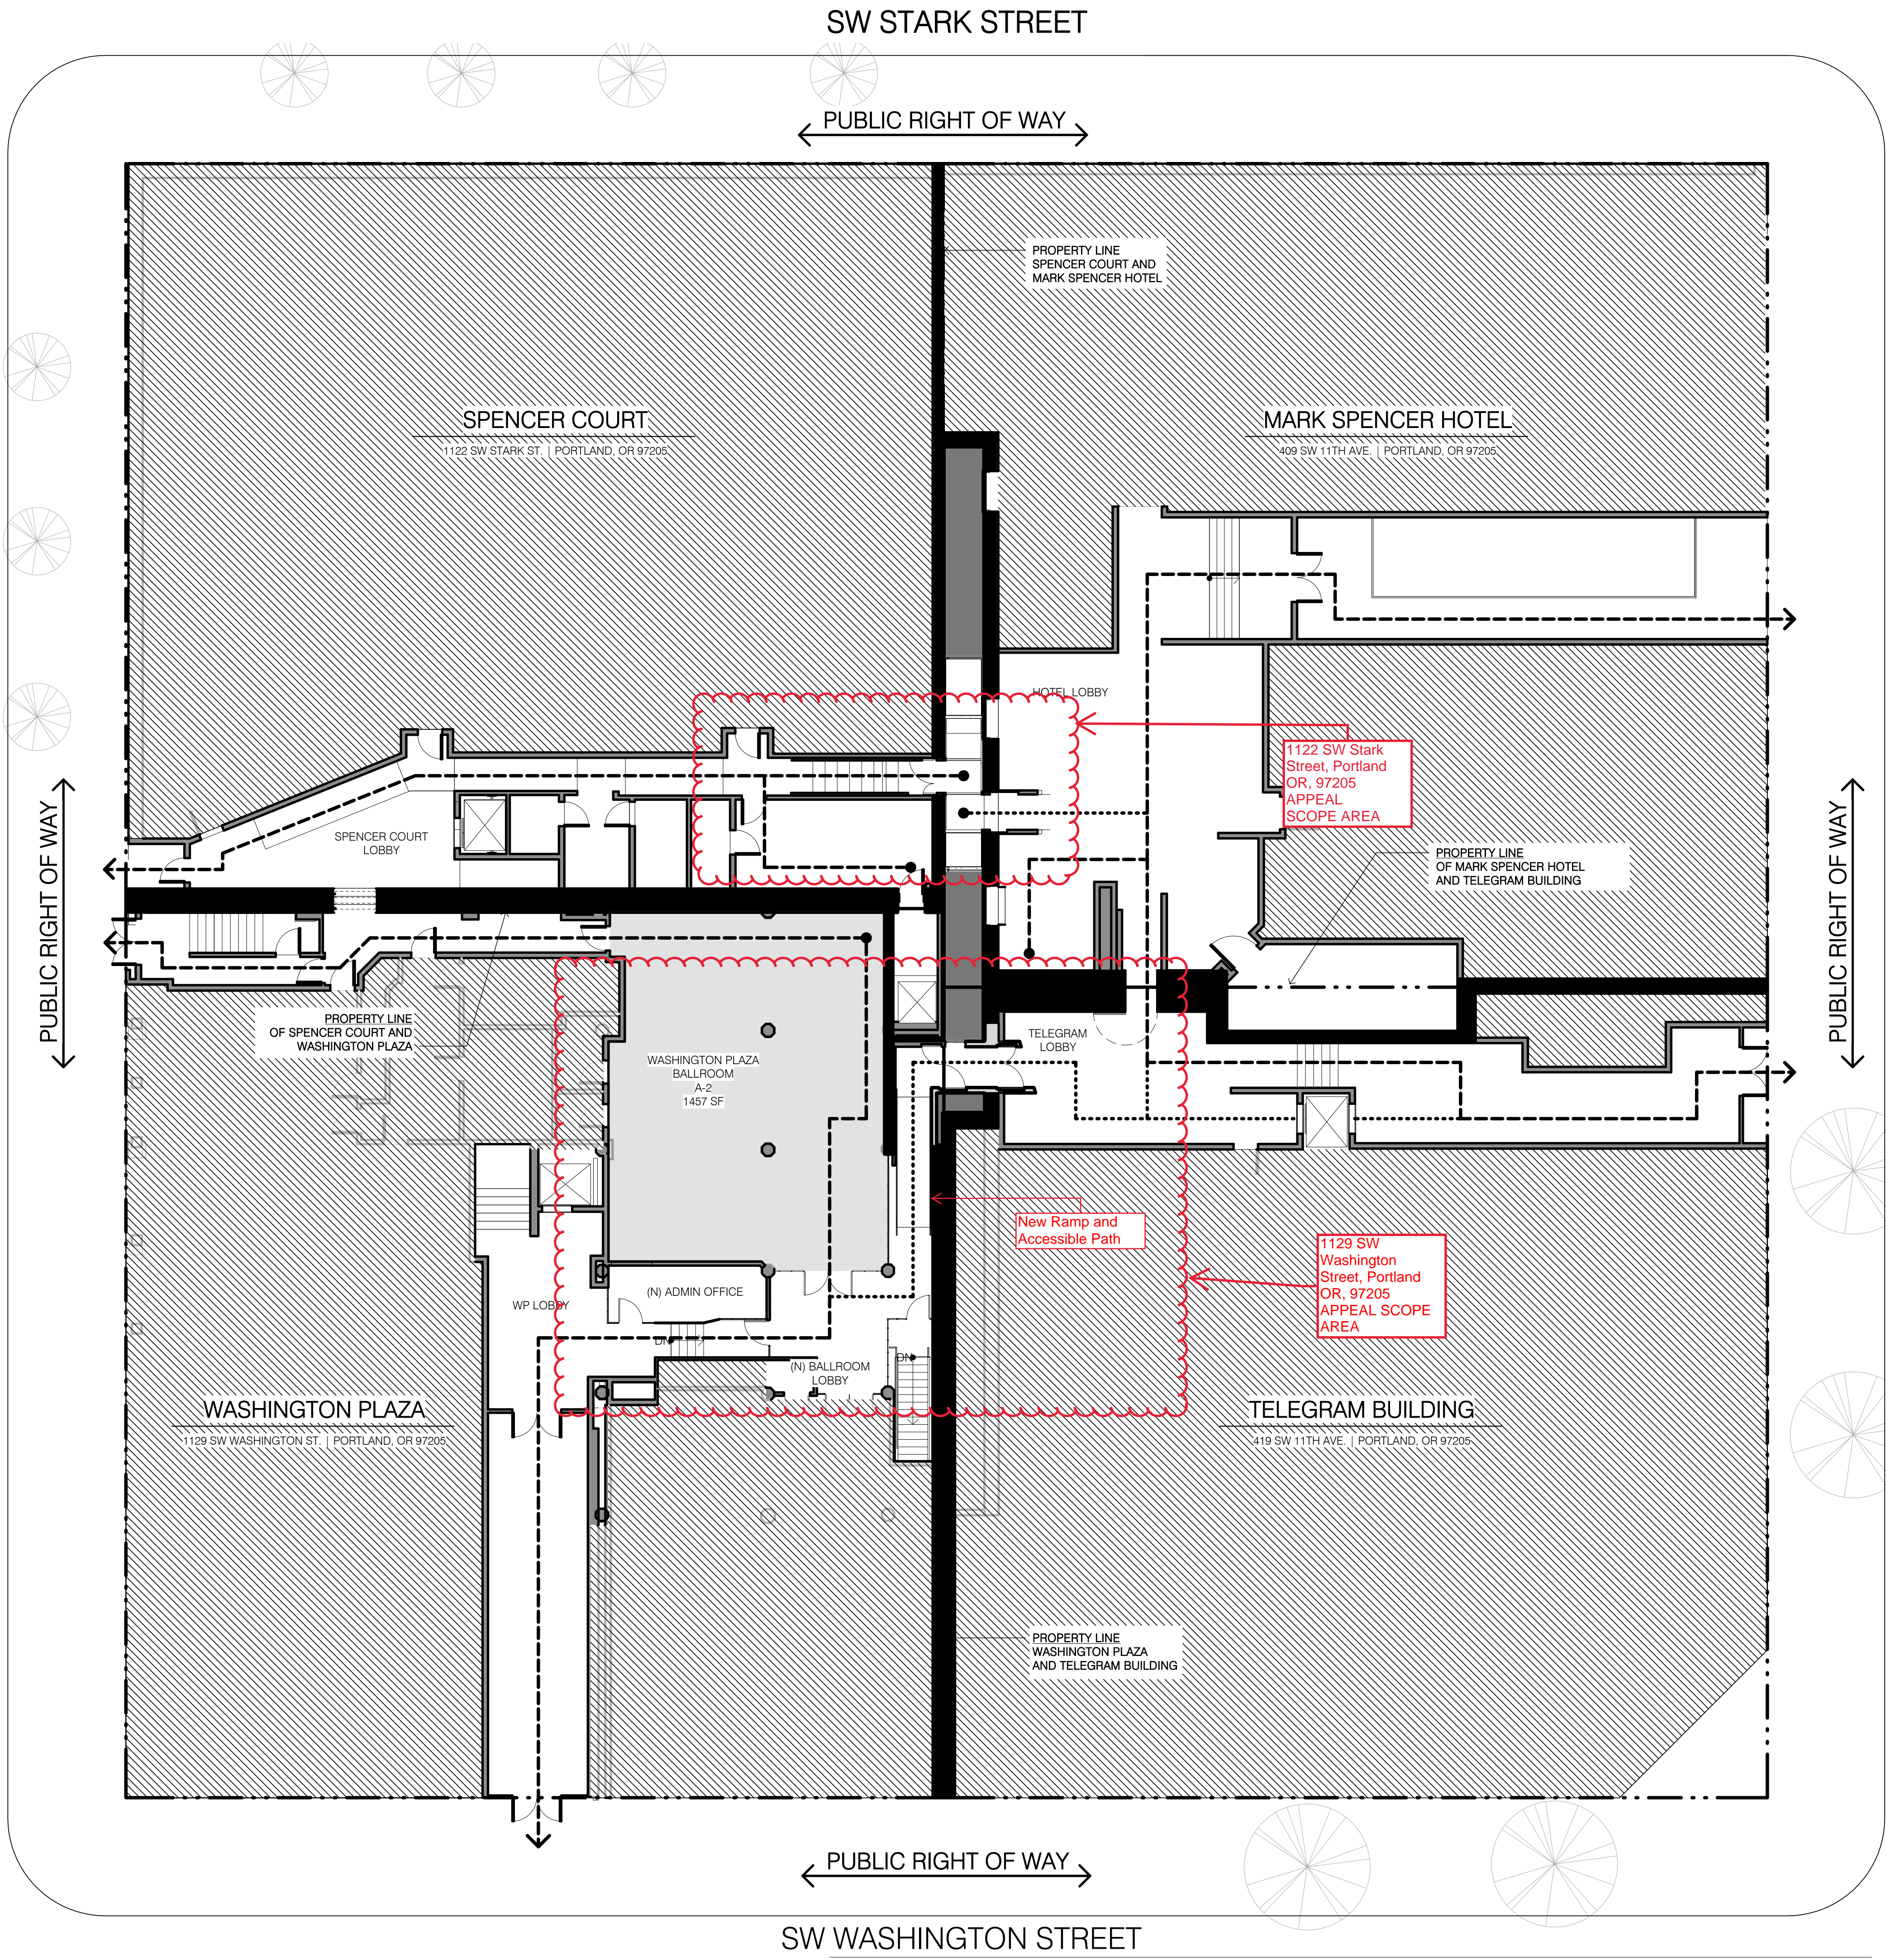 SW STARK STREET
PUBLIC RIGHT OF WAY
PROPERTY LINE
SPENCER COURT AND
MARK SPENCER HOTEL
SPENCER COURT
1122 SW STARK ST. | PORTLAND, OR 97205
MARK SPENCER HOTEL
409 SW 11TH AVE. | PORTLAND, OR 97205
HOTEL LOBBY
1122 SW Stark
Street, Portland
OR, 97205
APPEAL
SCOPE AREA
SPENCER COURT
LOBBY
PROPERTY LINE
OF MARK SPENCER HOTEL
AND TELEGRAM BUILDING
PUBLIC RIGHT OF WAY
PUBLIC RIGHT OF WAY
PROPERTY LINE
OF SPENCER COURT AND
WASHINGTON PLAZA
TELEGRAM
LOBBY
WASHINGTON PLAZA
BALLROOM
A-2
1457 SF
New Ramp and
Accessible Path
1129 SW
Washington
Street, Portland
OR, 97205
APPEAL SCOPE
AREA
(N) ADMIN OFFICE
WP LOBBY
DN
DN
(N) BALLROOM
LOBBY
WASHINGTON PLAZA
1129 SW WASHINGTON ST. | PORTLAND, OR 97205
TELEGRAM BUILDING
419 SW 11TH AVE. | PORTLAND, OR 97205
PROPERTY LINE
WASHINGTON PLAZA
AND TELEGRAM BUILDING
PUBLIC RIGHT OF WAY
SW WASHINGTON STREET